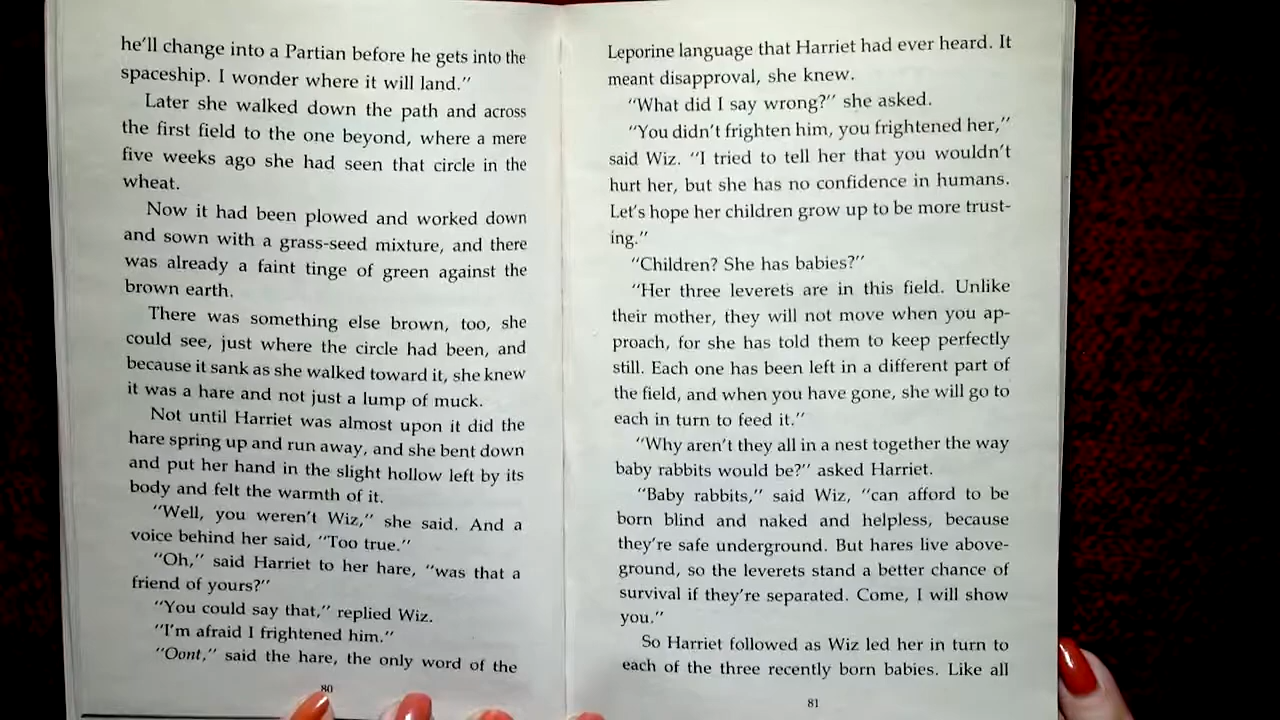 he'll change into a Partian before he gets into the
spaceship. I wonder where it will land."
Later she walked down the path and across
the first field to the one beyond, where a mere
five weeks ago she had seen that circle in the
wheat.
Now it had been plowed and worked down
and sown with a grass-seed mixture, and there
was already a faint tinge of green against the
brown earth.
There was something else brown, too, she
could see, just where the circle had been, and
because it sank as she walked toward it, she knew
it was a hare and not just a lump of muck.
Not until Harriet was almost upon it did the
hare spring up and run away, and she bent down
and put her hand in the slight hollow left by its
body and felt the warmth of it.
"Well, you weren't Wiz," she said. And a
voice behind her said, "Too true."
"Oh," said Harriet to her hare, "was that a
friend of yours?"
"You could say that," replied Wiz.
"I'm afraid I frightened him."
"Oont," said the hare, the only word of the
80
Leporine language that Harriet had ever heard. It
meant disapproval, she knew.
"What did I say wrong?" she asked.
"You didn't frighten him, you frightened her,"
said Wiz. "I tried to tell her that you wouldn't
hurt her, but she has no confidence in humans.
Let's hope her children grow up to be more trust-
ing."
"Children? She has babies?"
"Her three leverets are in this field. Unlike
their mother, they will not move when you ap-
proach, for she has told them to keep perfectly
still. Each one has been left in a different part of
the field, and when you have gone, she will go to
each in turn to feed it."
"Why aren't they all in a nest together the way
baby rabbits would be?" asked Harriet.
"Baby rabbits," said Wiz, "can afford to be
born blind and naked and helpless, because
they're safe underground. But hares live above-
ground, so the leverets stand a better chance of
survival if they're separated. Come, I will show
you."
So Harriet followed as Wiz led her in turn to
each of the three recently born babies. Like all
81